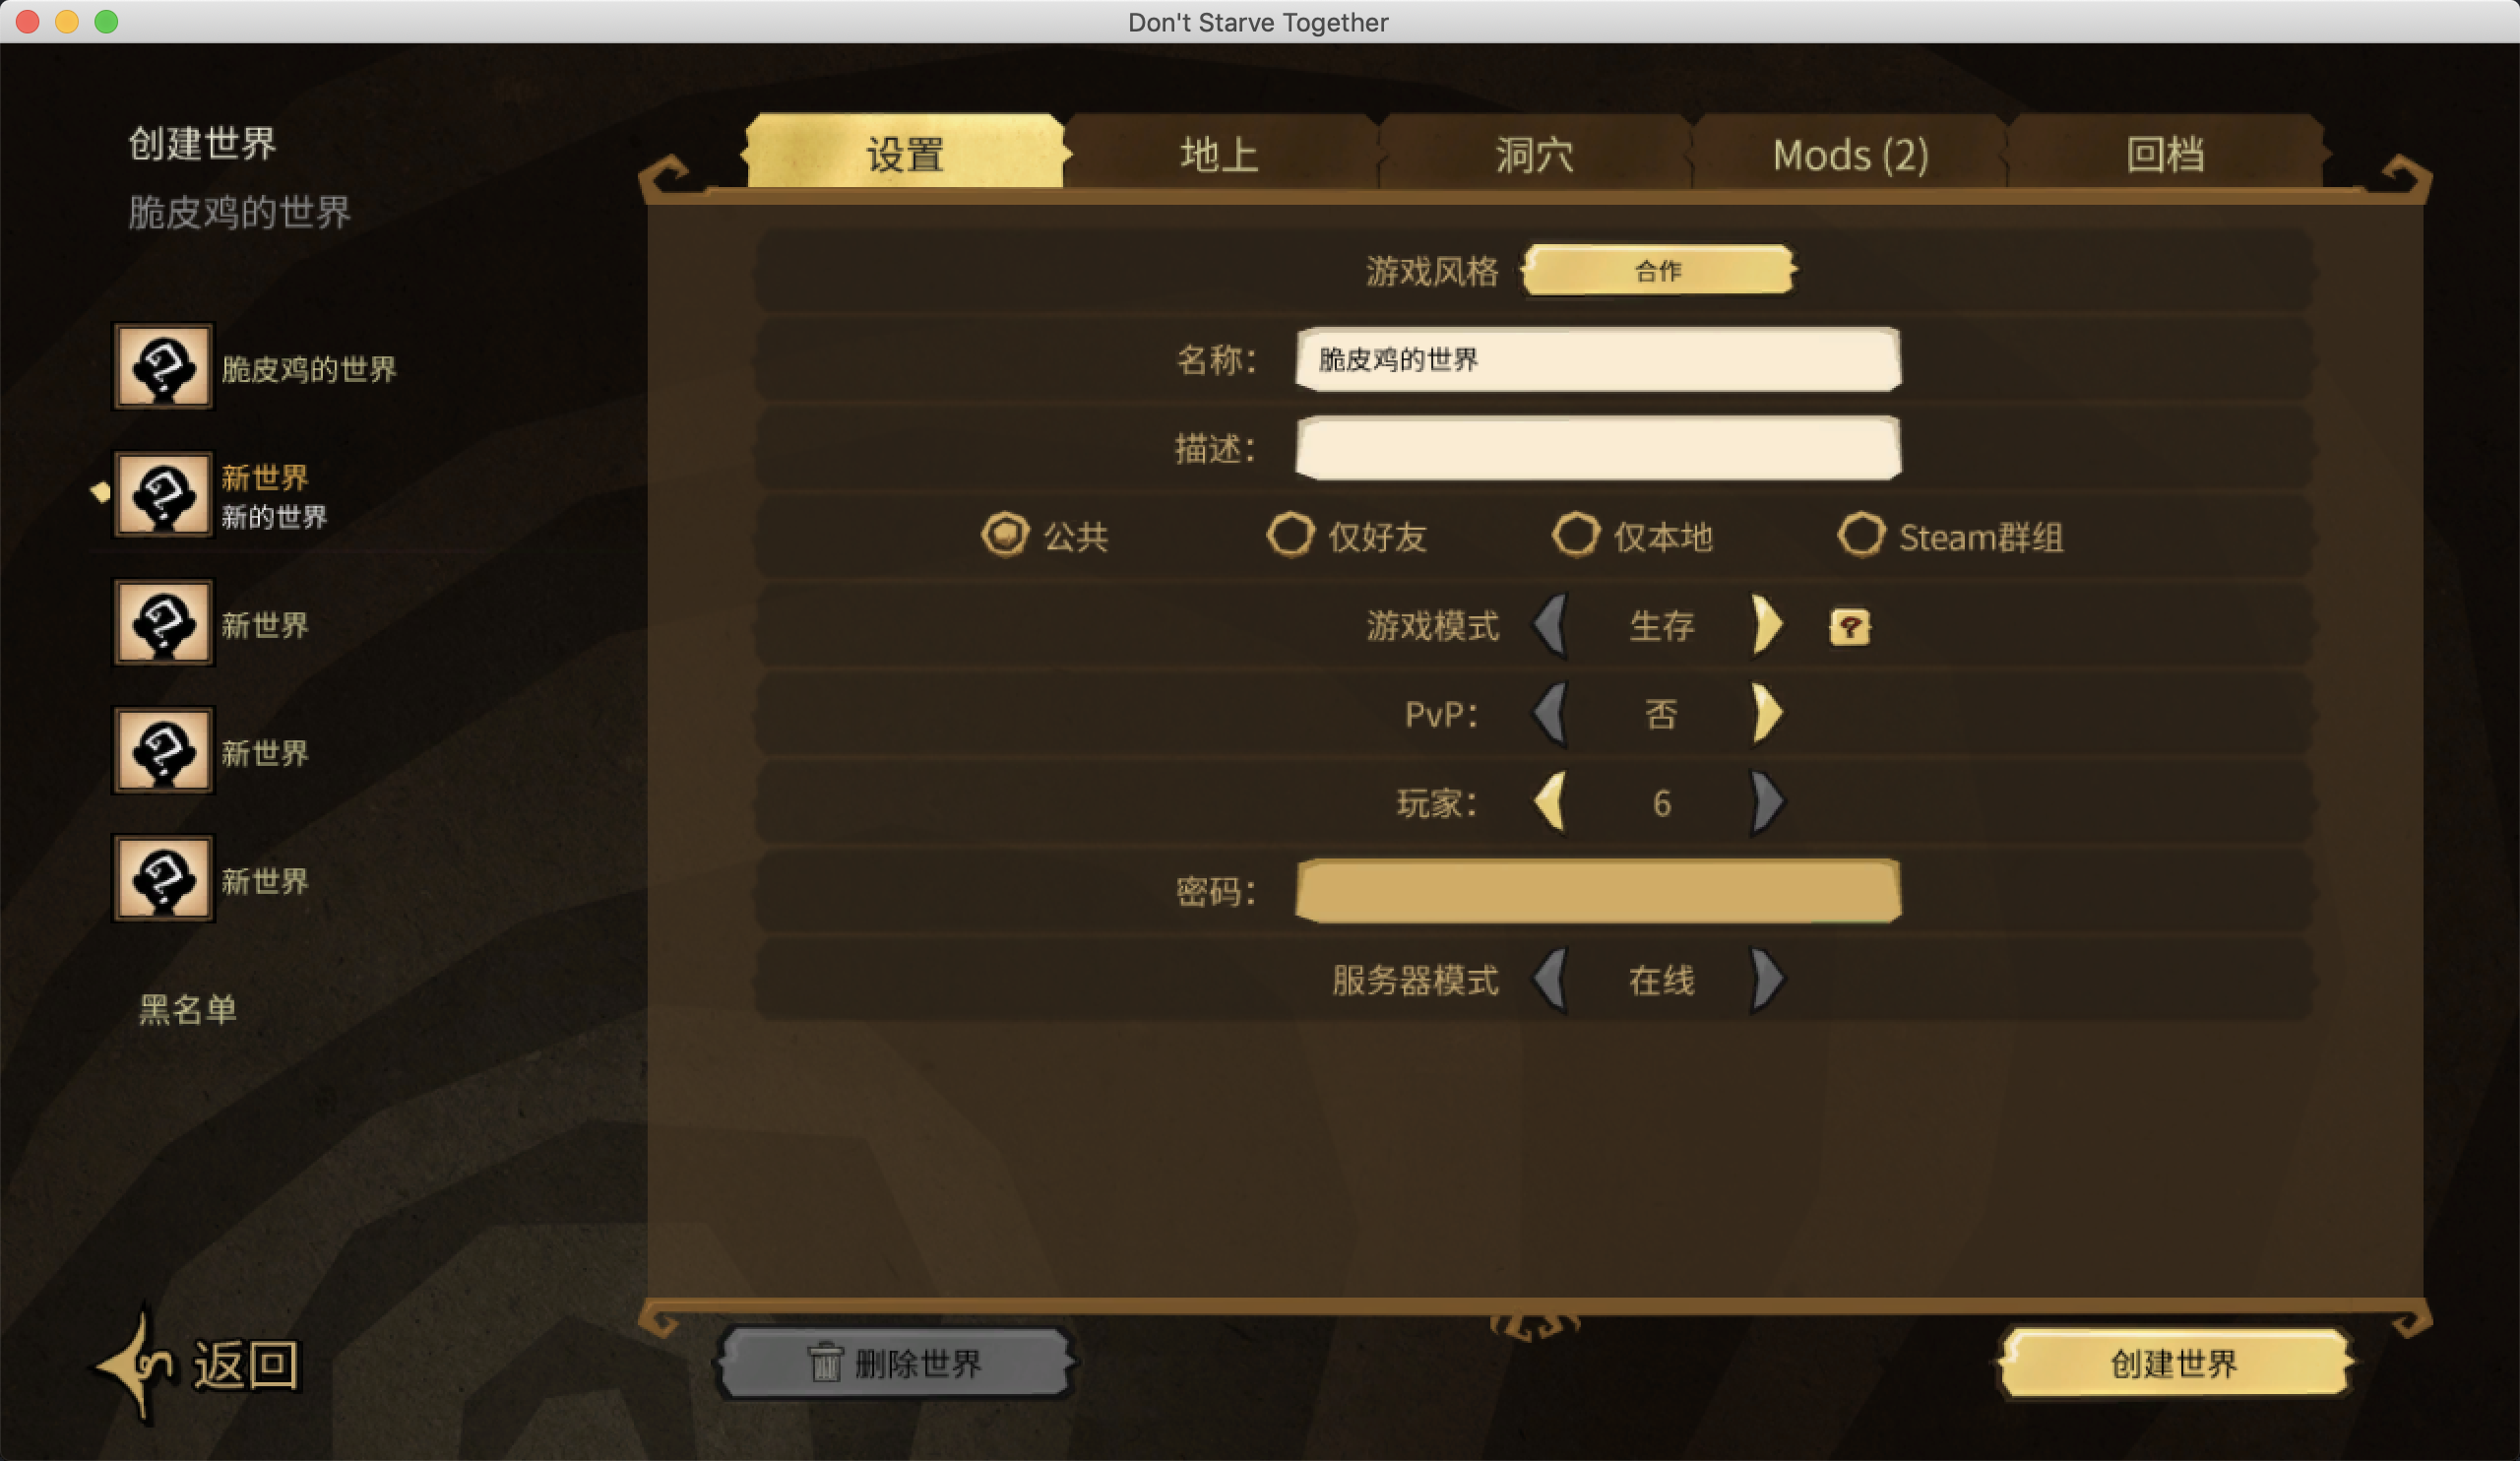 Don't Starve Together
创建世界
脆皮鸡的世界
脆皮鸡的世界
新世界
新的世界
新世界
新世界
新世界
黑名单
返回
设置 地上 洞穴 Mods (2) 回档
游戏风格 合作
名称： 脆皮鸡的世界
描述：
公共 仅好友 仅本地 Steam群组
游戏模式 生存 ?
PvP： 否
玩家： 6
密码：
服务器模式 在线
删除世界
创建世界